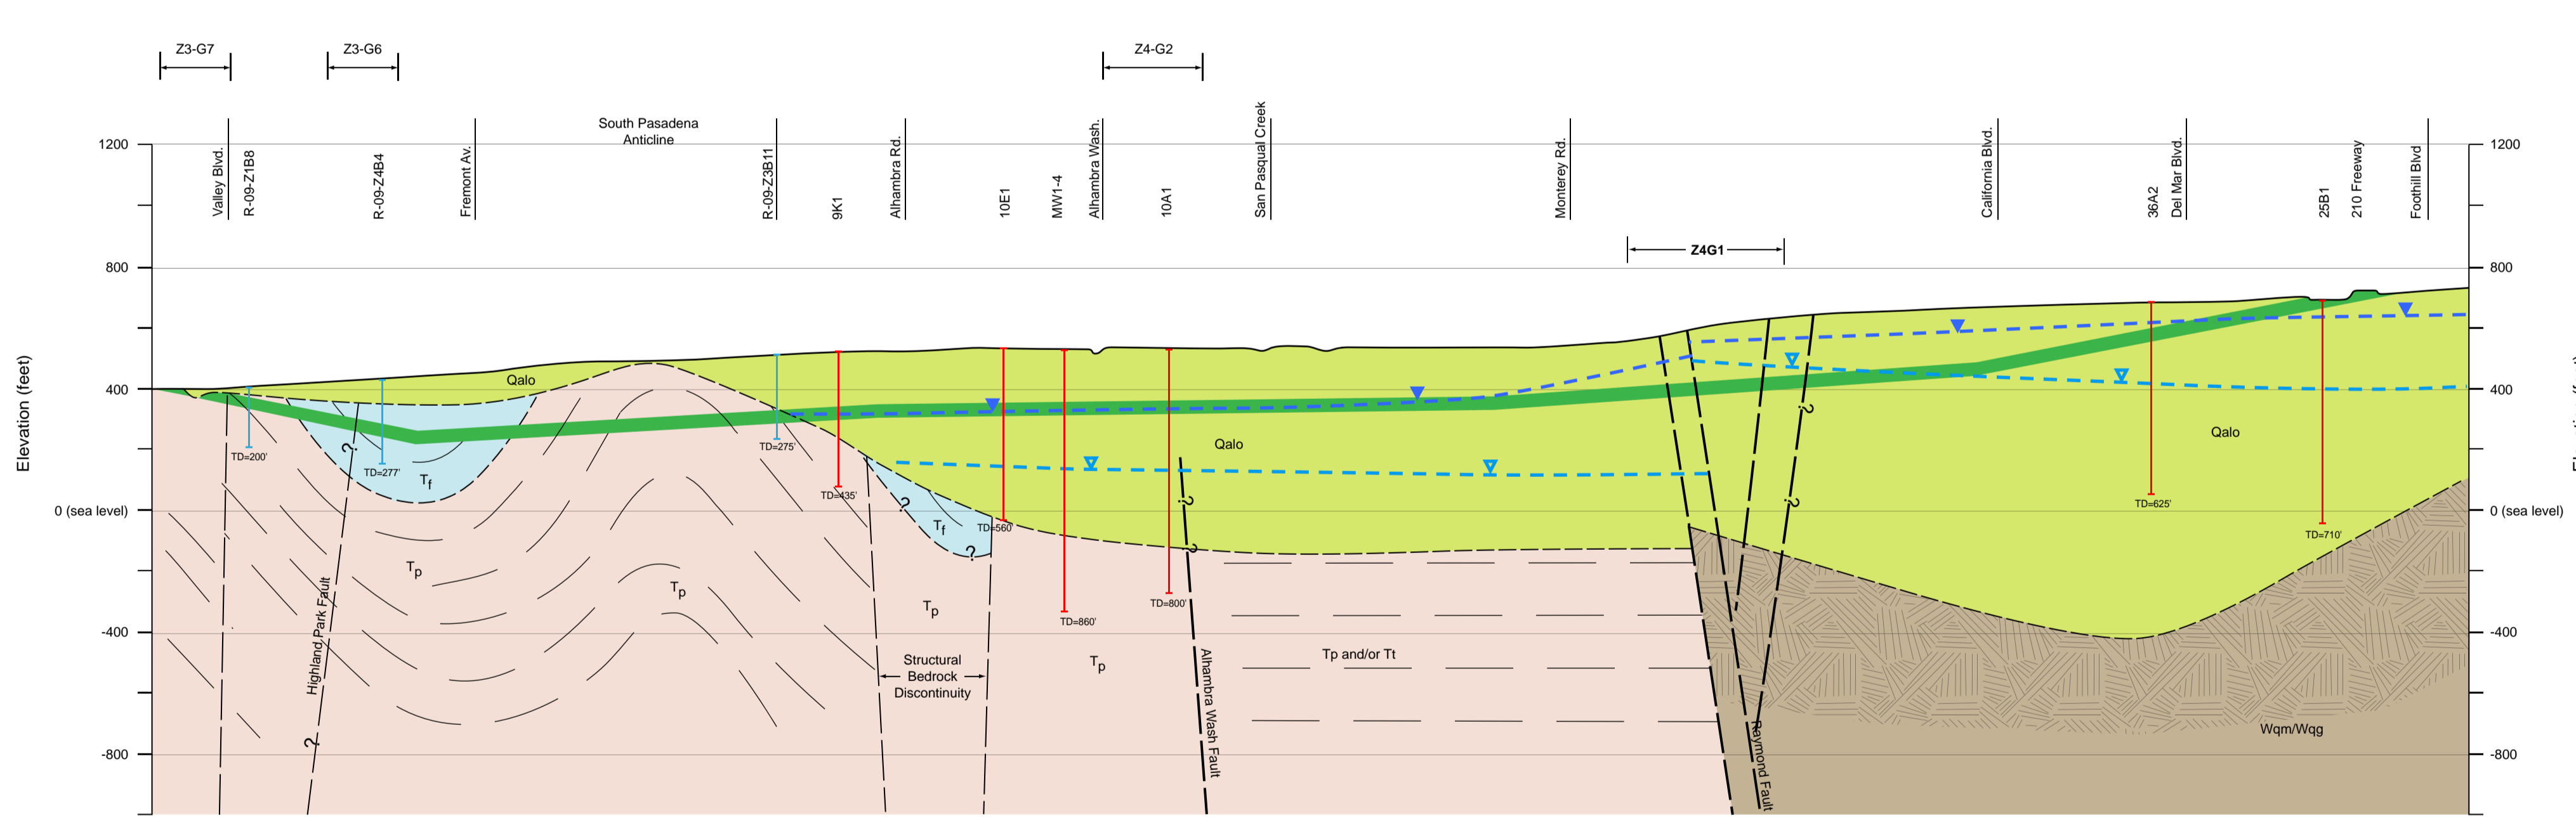 Z3-G7
Z3-G6
Z4-G2
South Pasadena
Anticline
1200
Valley Blvd.
R-09-Z1B8
R-09-Z4B4
Fremont Av.
R-09-Z3B11
9K1
Alhambra Rd.
10E1
MW1-4
Alhambra Wash.
10A1
San Pasqual Creek
Monterey Rd.
California Blvd.
36A2
Del Mar Blvd.
25B1
210 Freeway
Foothill Blvd
1200
Z4G1
800
800
Elevation (feet)
400
Qalo
400
?
Qalo
Qalo
?
TD=200'
TD=275'
TD=277'
Tf
TD=435'
?
?
?
TD=625'
0 (sea level)
0 (sea level)
Tf
TD=560'
TD=710'
?
?
Tp
Tp
Tp
TD=800'
TD=860'
-400
-400
Highland Park Fault
Structural
Bedrock
Discontinuity
Tp
Alhambra Wash Fault
Tp and/or Tt
Wqm/Wqg
?
Raymond Fault
-800
-800